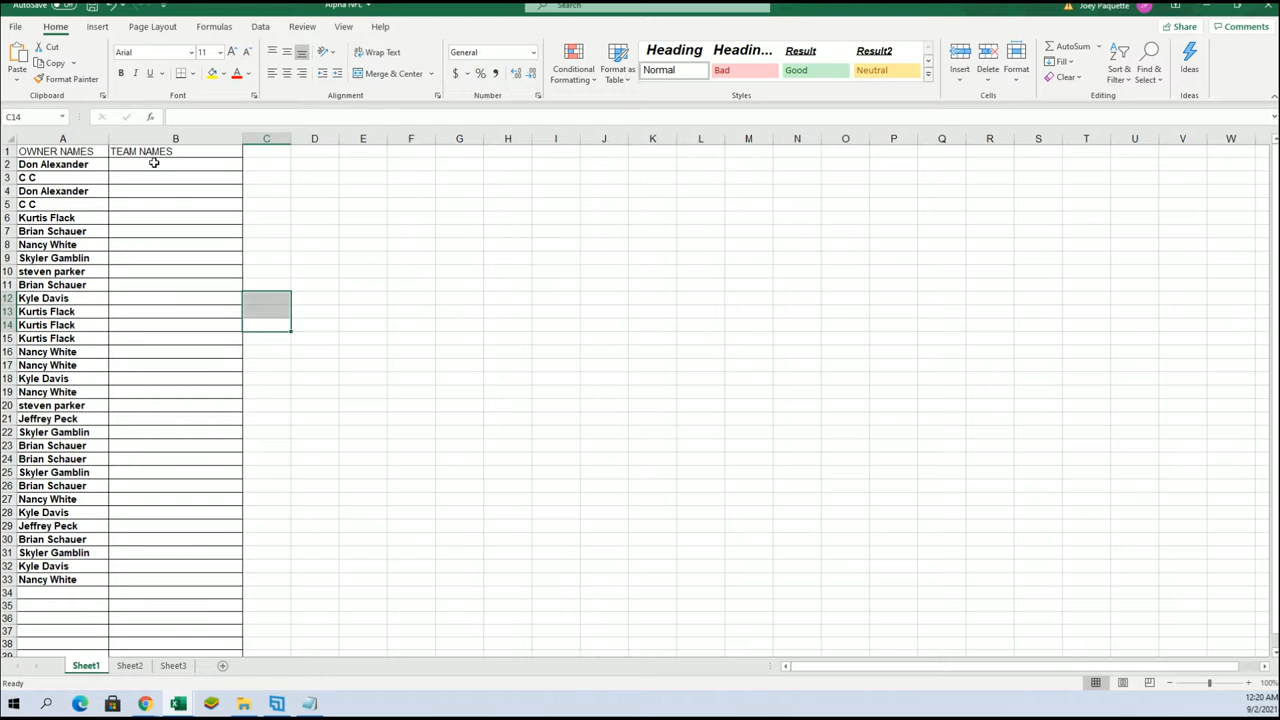 AutoSave Off
Search
Joey Paquette
JP
File Home Insert Page Layout Formulas Data Review View Help
Share Comments
Paste
Cut
Copy
Format Painter
Clipboard
Arial 11
B I U
Font
Wrap Text
Merge & Center
Alignment
General
$ % 9
Number
Conditional Formatting
Format as Table
Heading Headin... Result Result2
Normal Bad Good Neutral
Styles
Insert Delete Format
Cells
AutoSum
Fill
Clear
Sort & Filter
Find & Select
Editing
Ideas
Ideas
C14 fx
A B C D E F G H I J K L M N O P Q R S T U V W
1 OWNER NAMES TEAM NAMES
2 Don Alexander
3 C C
4 Don Alexander
5 C C
6 Kurtis Flack
7 Brian Schauer
8 Nancy White
9 Skyler Gamblin
10 steven parker
11 Brian Schauer
12 Kyle Davis
13 Kurtis Flack
14 Kurtis Flack
15 Kurtis Flack
16 Nancy White
17 Nancy White
18 Kyle Davis
19 Nancy White
20 steven parker
21 Jeffrey Peck
22 Skyler Gamblin
23 Brian Schauer
24 Brian Schauer
25 Skyler Gamblin
26 Brian Schauer
27 Nancy White
28 Kyle Davis
29 Jeffrey Peck
30 Brian Schauer
31 Skyler Gamblin
32 Kyle Davis
33 Nancy White
34
35
36
37
38
Sheet1 Sheet2 Sheet3
Ready
100%
12:20 AM
9/2/2021